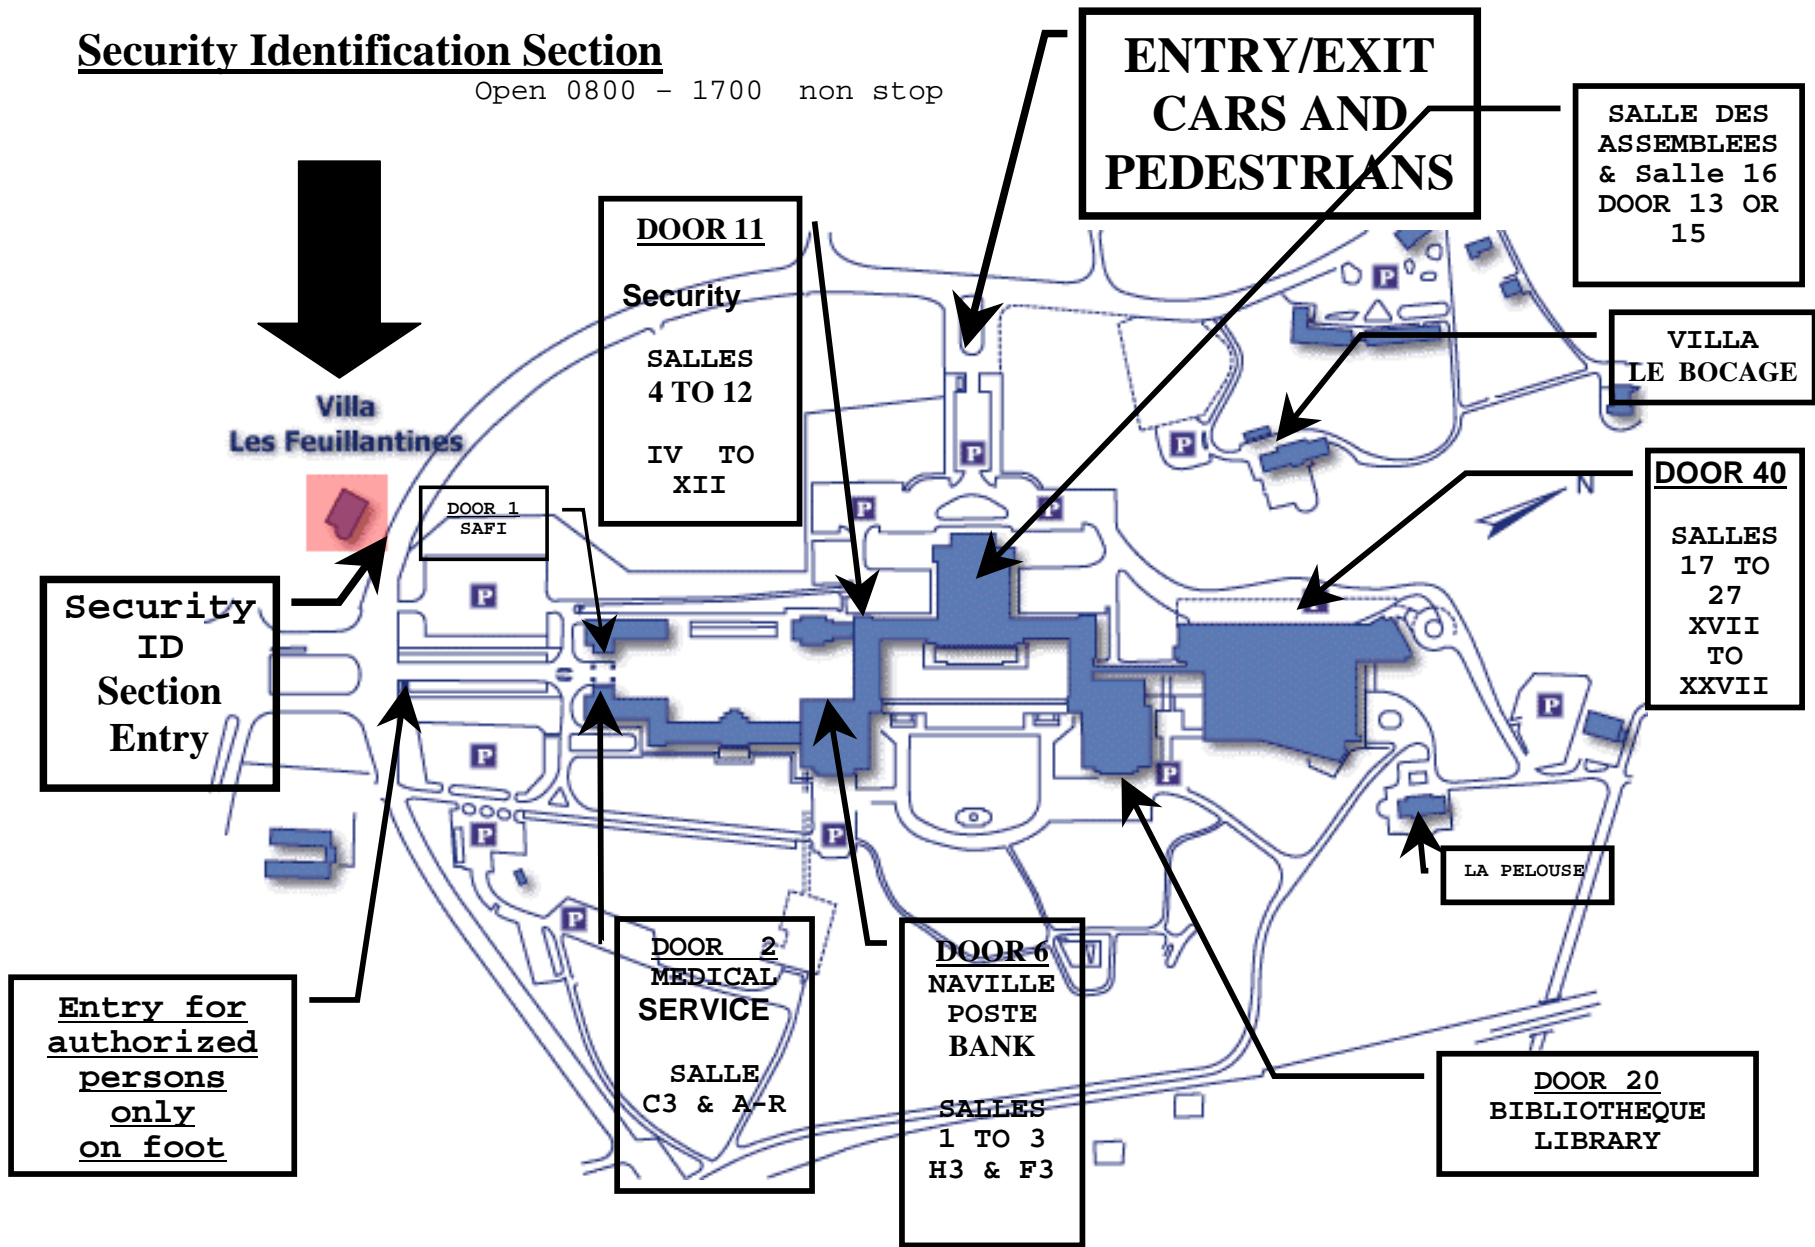 Security Identification Section
Open 0800 – 1700 non stop
ENTRY/EXIT
CARS AND
PEDESTRIANS
SALLE DES
ASSEMBLEES
& Salle 16
DOOR 13 OR
15
DOOR 11
Security
SALLES
4 TO 12
IV TO
XII
VILLA
LE BOCAGE
Villa
Les Feuillantines
DOOR 1
SAFI
DOOR 40
SALLES
17 TO
27
XVII
TO
XXVII
N
P
P
P
P
P
P
P
P
P
P
P
P
P
P
Security
ID
Section
Entry
LA PELOUSE
Entry for
authorized
persons
only
on foot
DOOR 2
MEDICAL
SERVICE
SALLE
C3 & A-R
DOOR 6
NAVILLE
POSTE
BANK
SALLES
1 TO 3
H3 & F3
DOOR 20
BIBLIOTHEQUE
LIBRARY